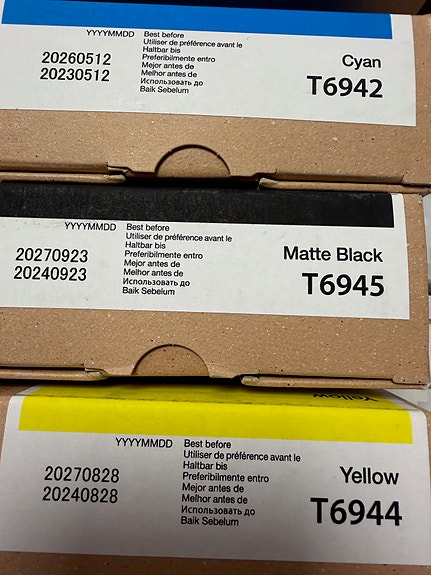 YYYYMMDD
Best before
Utiliser de préférence avant le
Haltbar bis
Preferibilmente entro
Mejor antes de
Melhor antes de
Использовать до
Baik Sebelum
20260512
20230512
Cyan
T6942
YYYYMMDD
Best before
Utiliser de préférence avant le
Haltbar bis
Preferibilmente entro
Mejor antes de
Melhor antes de
Использовать до
Baik Sebelum
20270923
20240923
Matte Black
T6945
Yellow
YYYYMMDD
Best before
Utiliser de préférence avant le
Haltbar bis
Preferibilmente entro
Mejor antes de
Melhor antes de
Использовать до
Baik Sebelum
20270828
20240828
Yellow
T6944